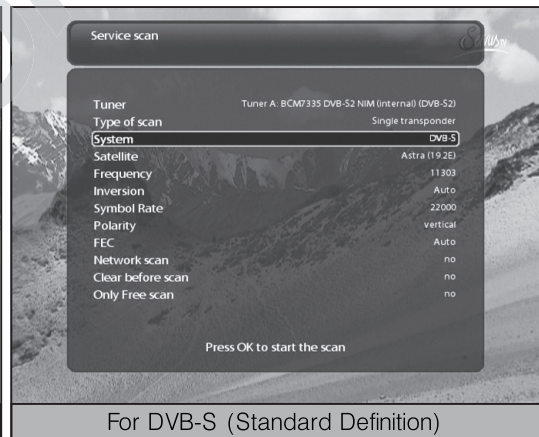 Service scan
Tuner Tuner A: BCM7335 DVB-S2 NIM (internal) (DVB-S2)
Type of scan Single transponder
System DVB-S
Satellite Astra (19.2E)
Frequency 11303
Inversion Auto
Symbol Rate 22000
Polarity vertical
FEC Auto
Network scan no
Clear before scan no
Only Free scan no
Press OK to start the scan
For DVB-S (Standard Definition)